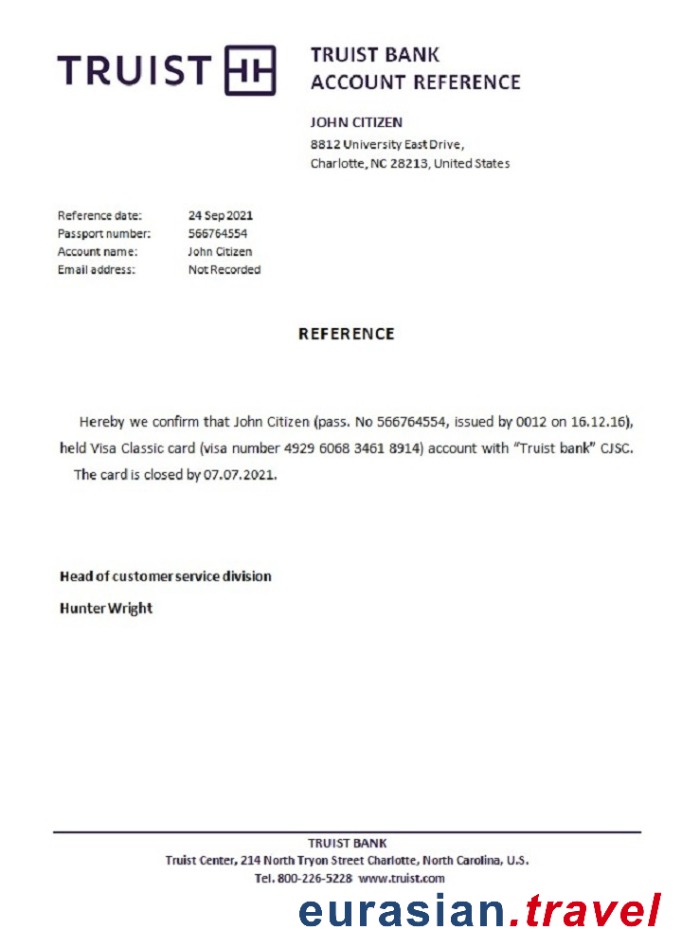 TRUIST
TRUIST BANK
ACCOUNT REFERENCE
JOHN CITIZEN
8812 University East Drive,
Charlotte, NC 28213, United States
Reference date: 24 Sep 2021
Passport number: 566764554
Account name: John Citizen
Email address: Not Recorded
REFERENCE
Hereby we confirm that John Citizen (pass. No 566764554, issued by 0012 on 16.12.16),
held Visa Classic card (visa number 4929 6068 3461 8914) account with “Truist bank” CJSC.
The card is closed by 07.07.2021.
Head of customer service division
Hunter Wright
TRUIST BANK
Truist Center, 214 North Tryon Street Charlotte, North Carolina, U.S.
Tel. 800-226-5228 www.truist.com
eurasian.travel